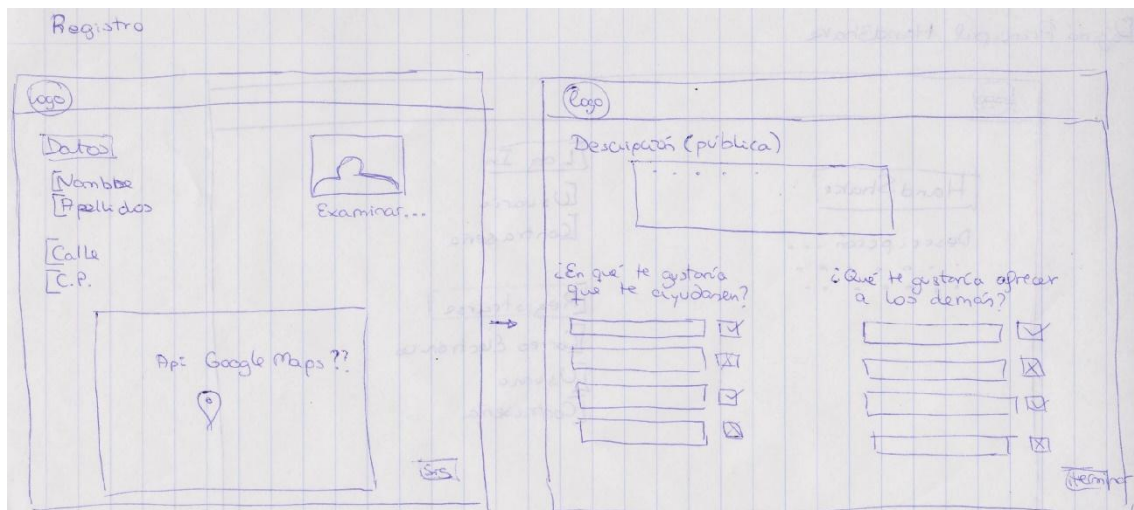 Registro
Logo
Datos
Nombre
Apellidos
Examinar...
Calle
C.P.
Api Google Maps??
Sig.
Logo
Descripción (pública)
¿En qué te gustaría
que te ayudasen?
¿Qué te gustaría ofrecer
a los demás?
Terminar